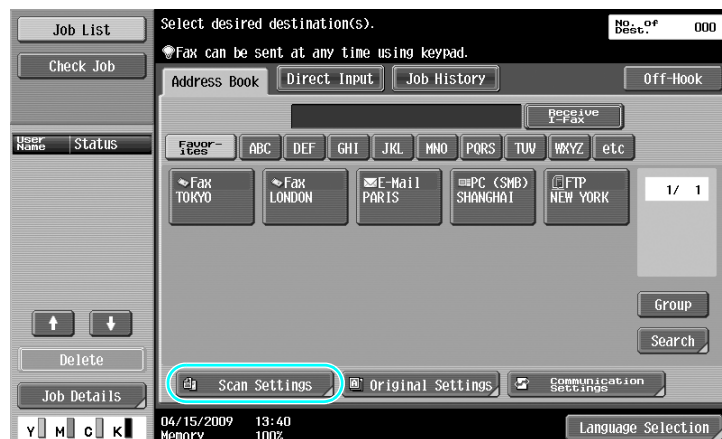 Job List
Check Job
User Name
Status
Delete
Job Details
Y M C K
Select desired destination(s).
No. of Dest. 000
Fax can be sent at any time using keypad.
Address Book
Direct Input
Job History
Off-Hook
Receive I-Fax
Favor-ites
ABC
DEF
GHI
JKL
MNO
PQRS
TUV
WXYZ
etc
Fax
TOKYO
Fax
LONDON
E-Mail
PARIS
PC (SMB)
SHANGHAI
FTP
NEW YORK
1/ 1
Group
Search
Scan Settings
Original Settings
Communication Settings
04/15/2009 13:40
Memory 100%
Language Selection